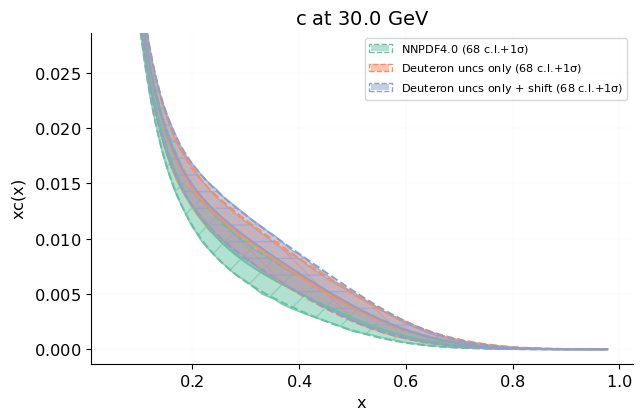 c at 30.0 GeV
NNPDF4.0 (68 c.l.+1σ)
Deuteron uncs only (68 c.l.+1σ)
Deuteron uncs only + shift (68 c.l.+1σ)
xc(x)
0.025
0.020
0.015
0.010
0.005
0.000
0.2 0.4 0.6 0.8 1.0
x